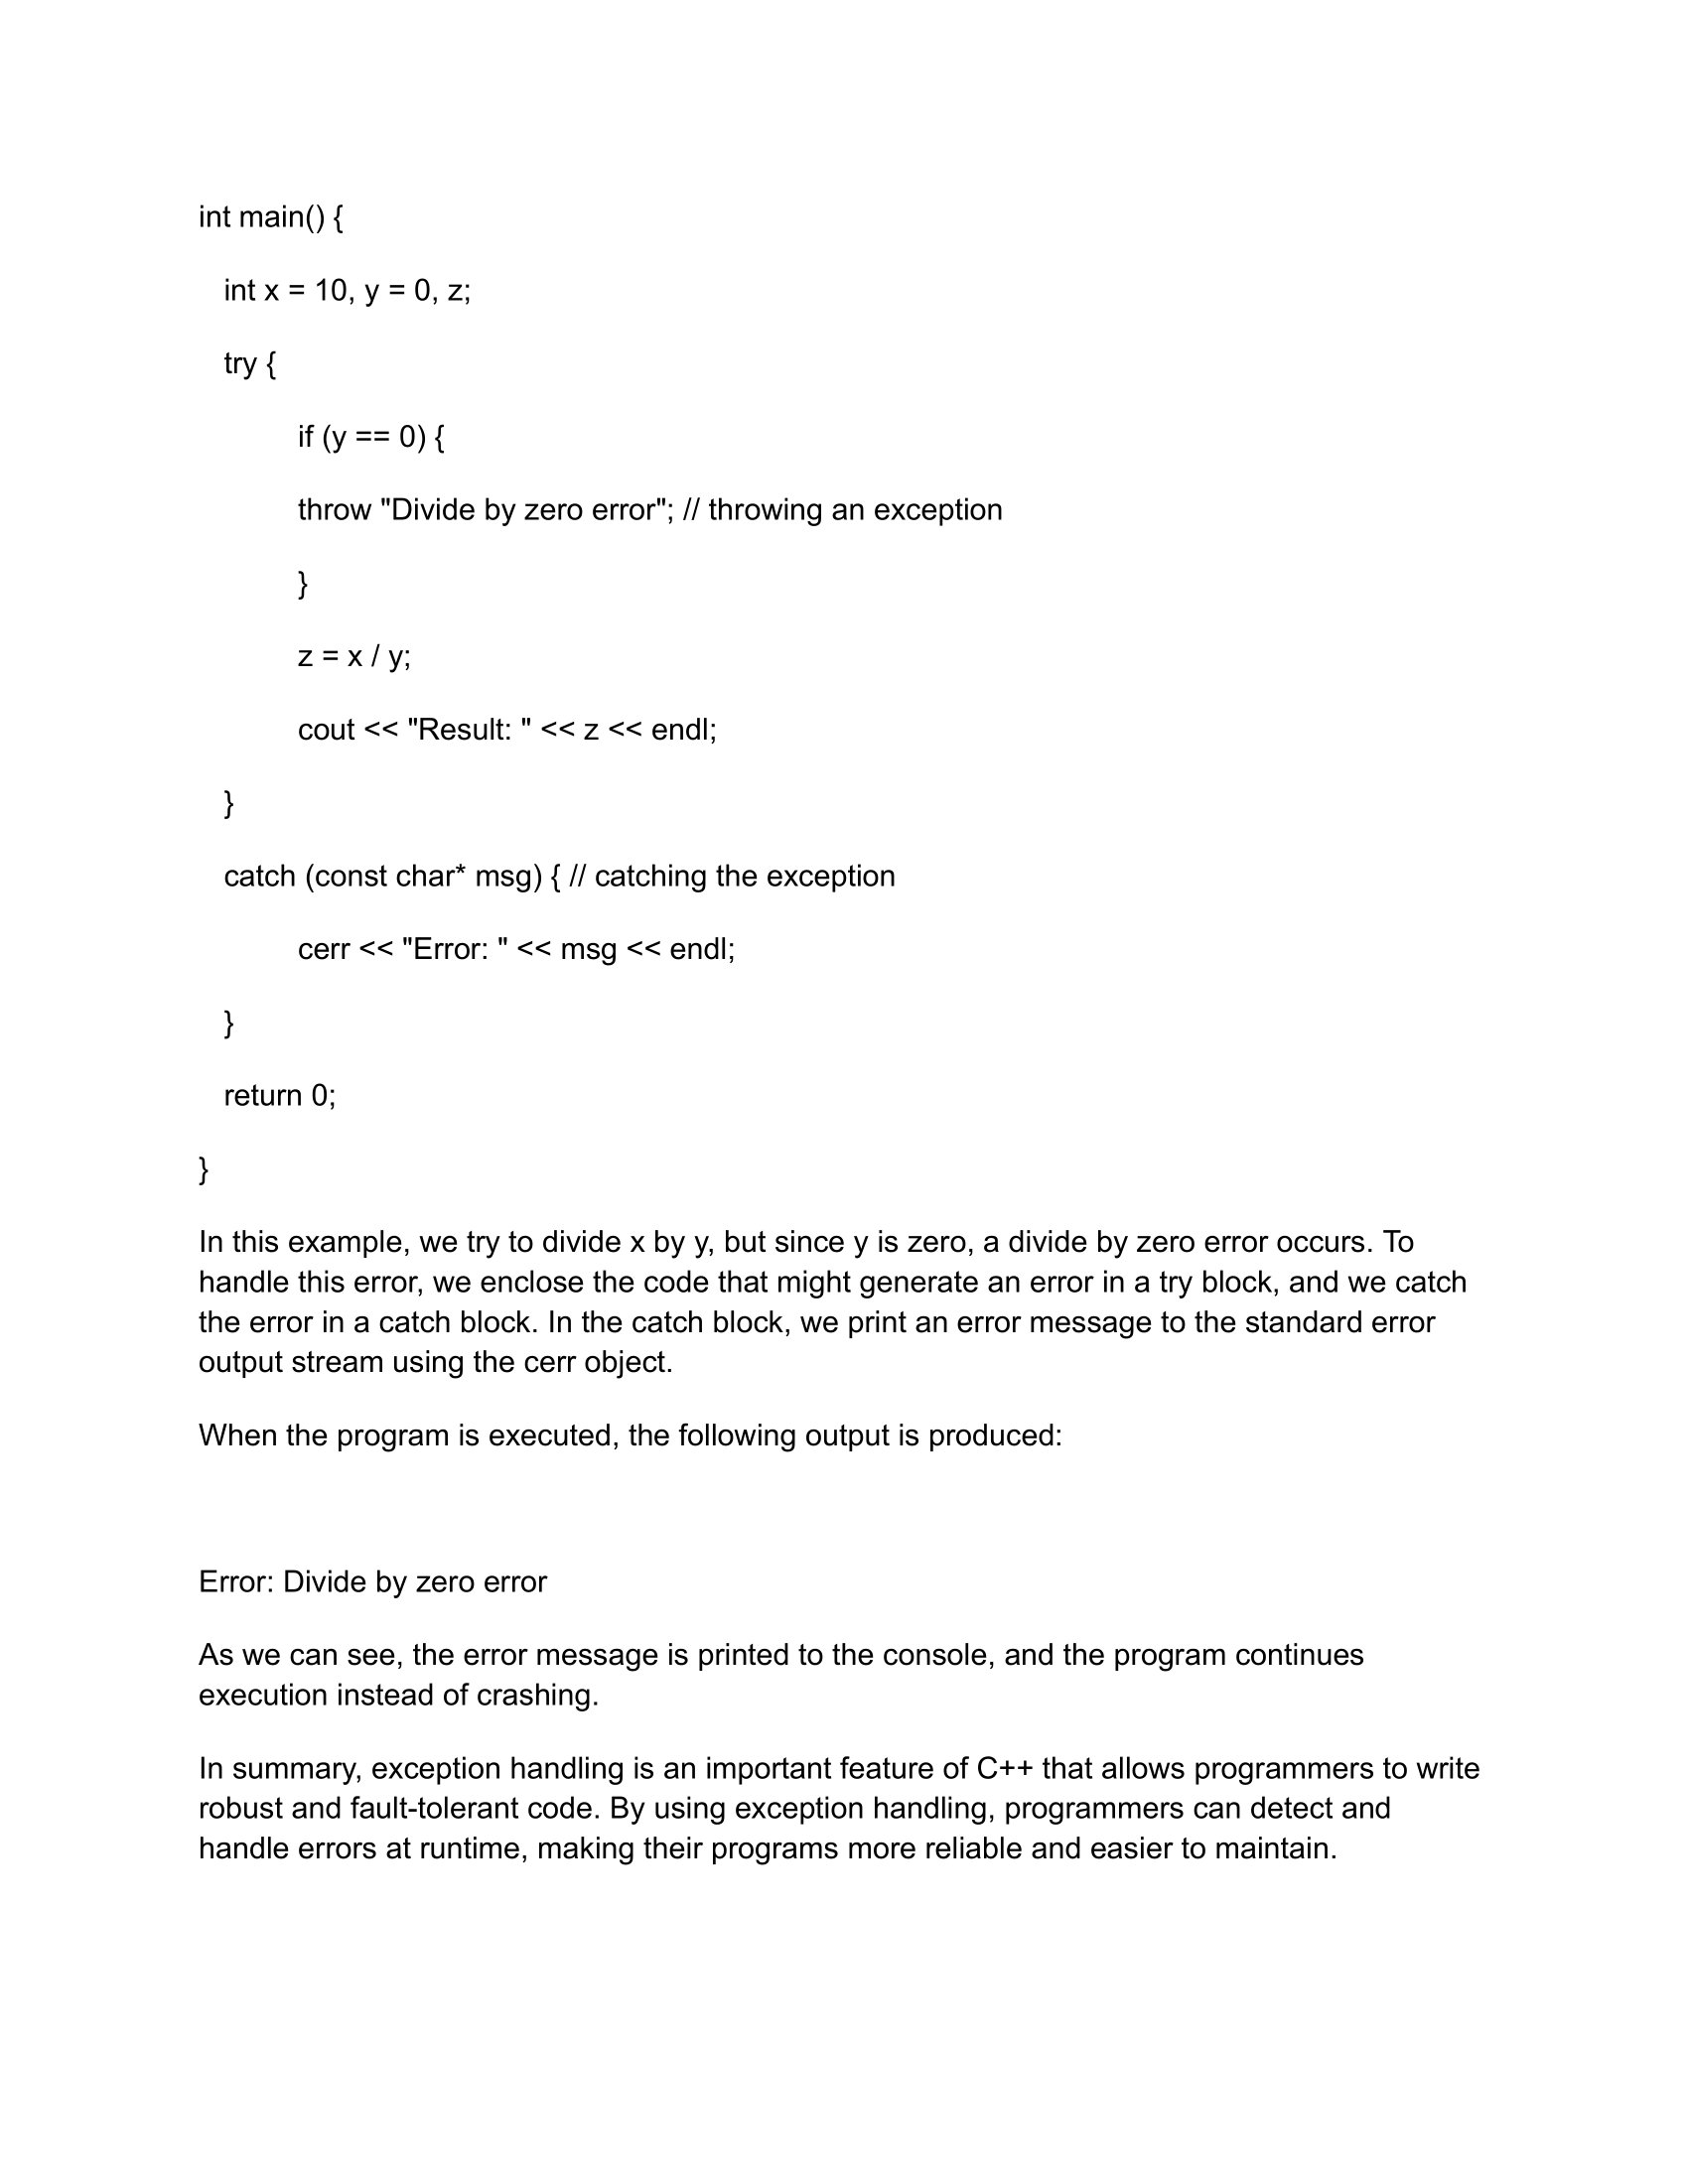 int main() {
int x = 10, y = 0, z;
try {
if (y == 0) {
throw "Divide by zero error"; // throwing an exception
}
z = x / y;
cout << "Result: " << z << endl;
}
catch (const char* msg) { // catching the exception
cerr << "Error: " << msg << endl;
}
return 0;
}
In this example, we try to divide x by y, but since y is zero, a divide by zero error occurs. To
handle this error, we enclose the code that might generate an error in a try block, and we catch
the error in a catch block. In the catch block, we print an error message to the standard error
output stream using the cerr object.
When the program is executed, the following output is produced:
Error: Divide by zero error
As we can see, the error message is printed to the console, and the program continues
execution instead of crashing.
In summary, exception handling is an important feature of C++ that allows programmers to write
robust and fault-tolerant code. By using exception handling, programmers can detect and
handle errors at runtime, making their programs more reliable and easier to maintain.